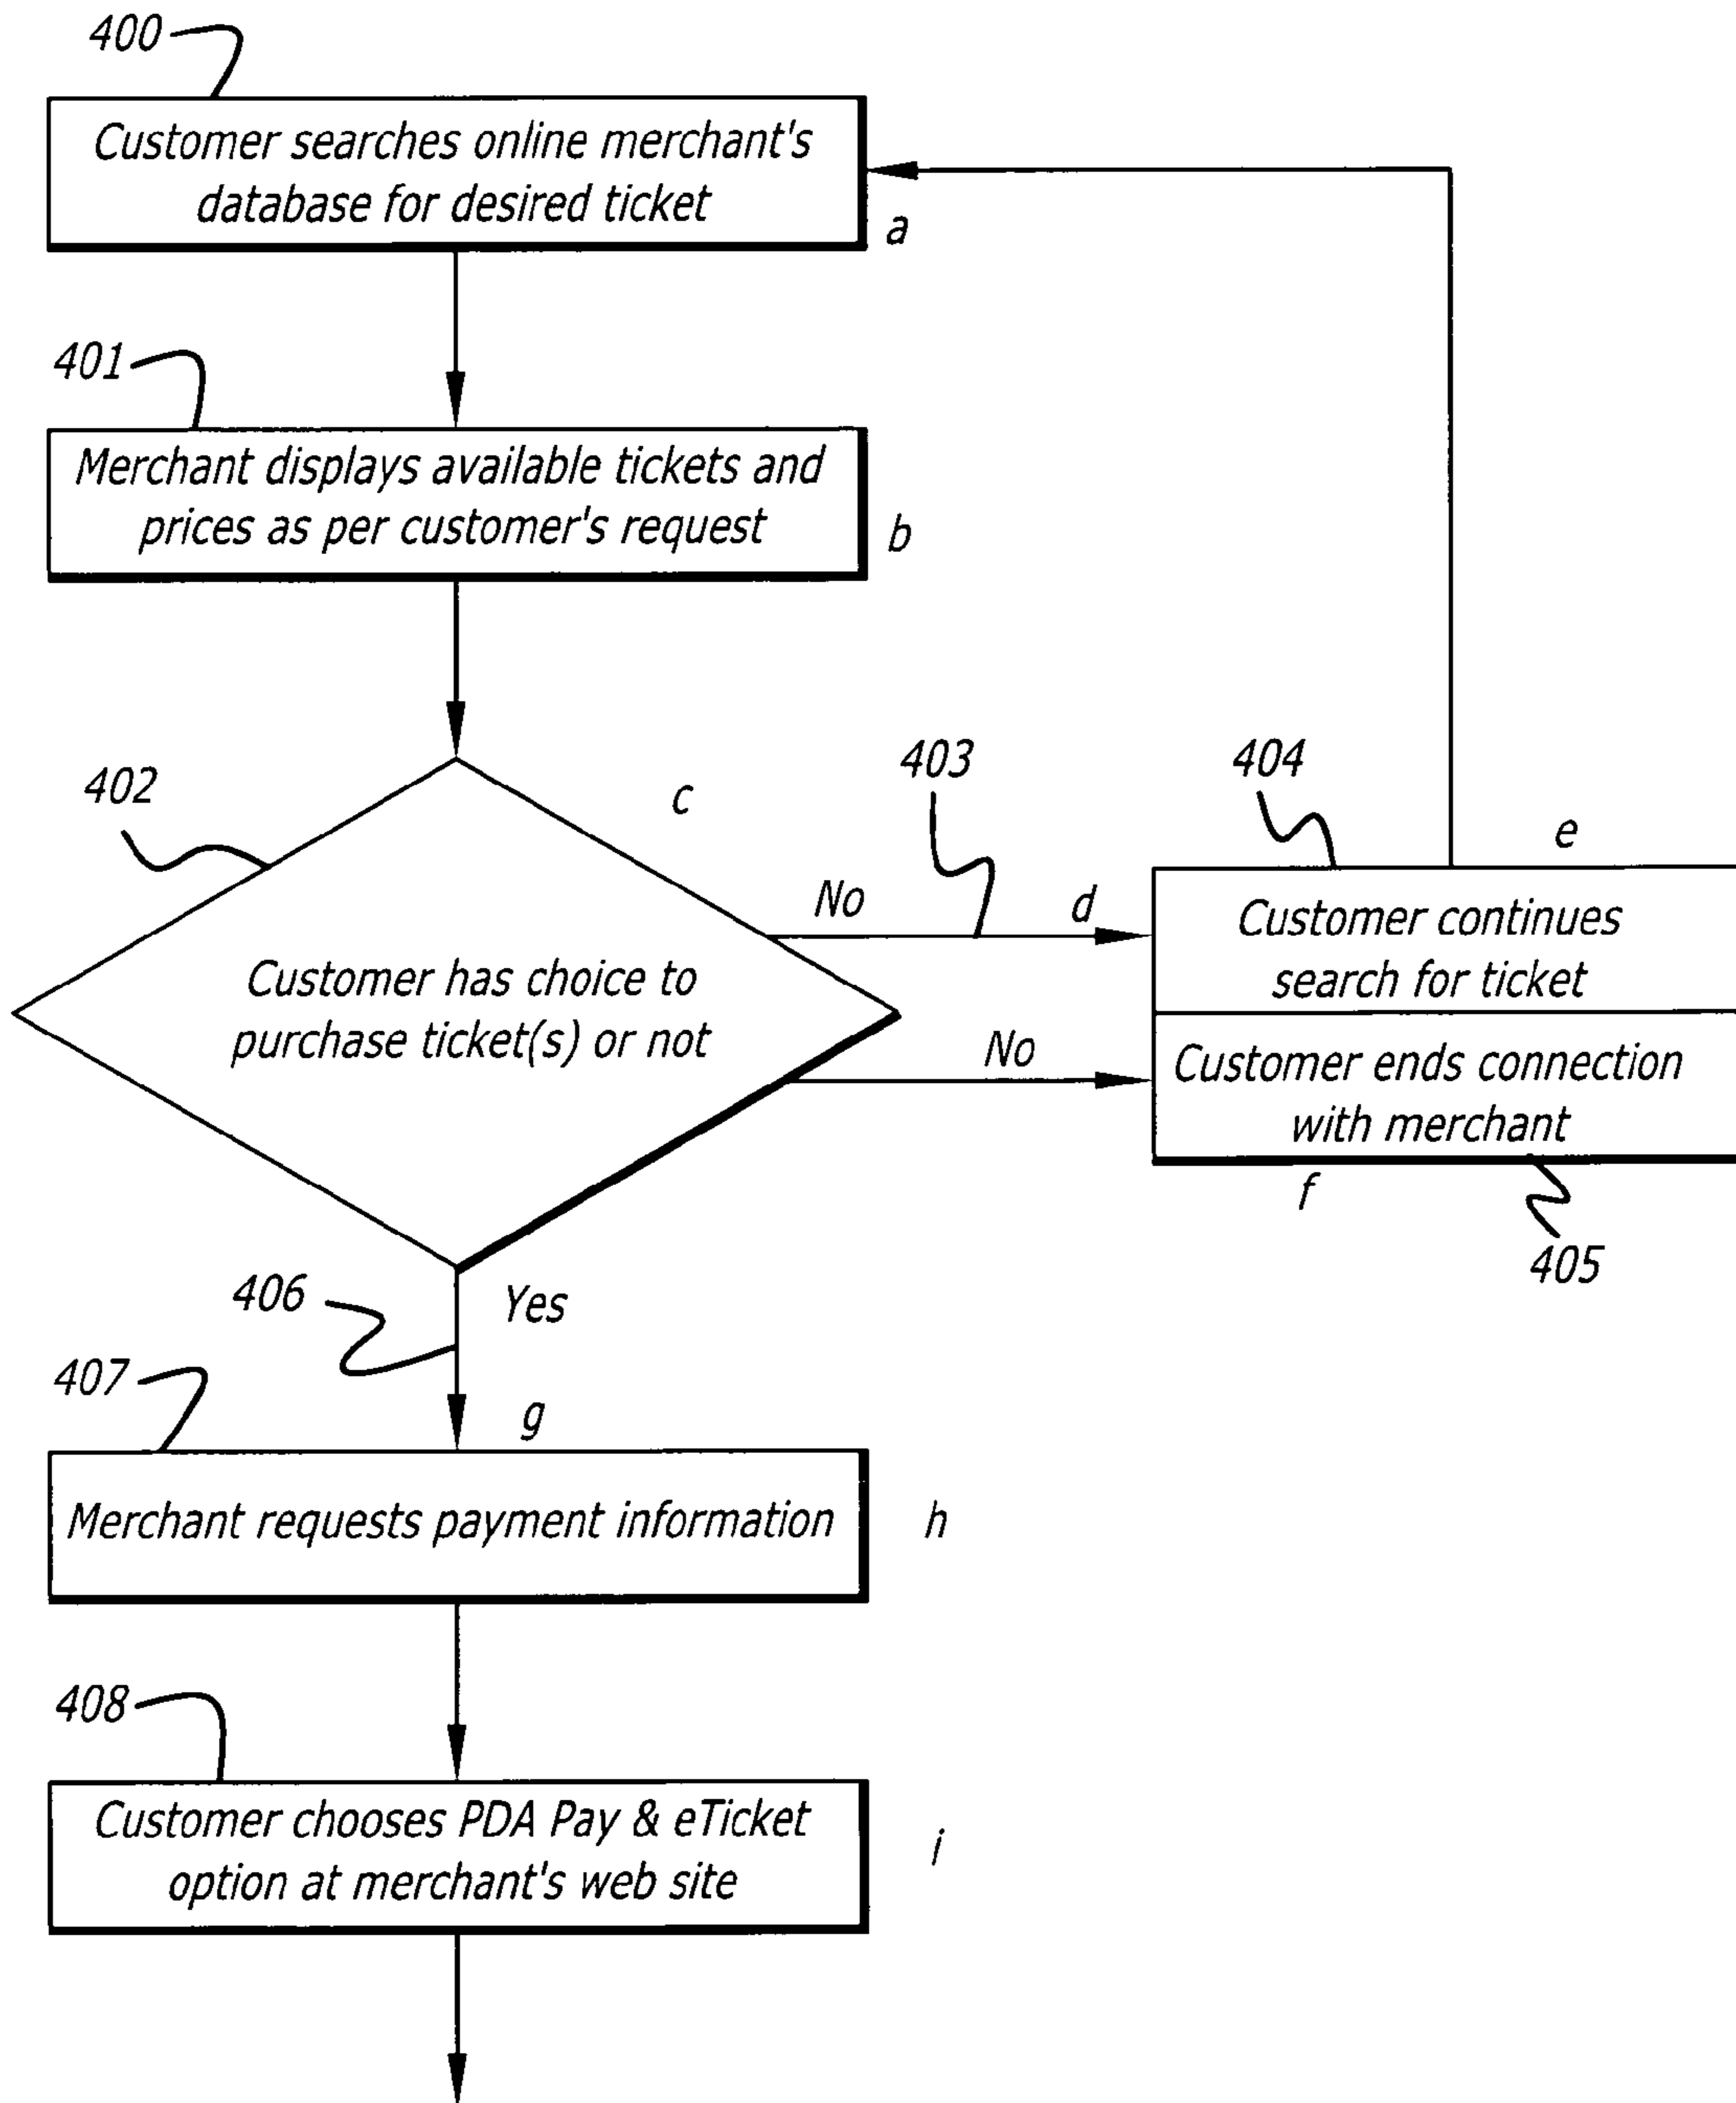 400
Customer searches online merchant's
database for desired ticket
a
401
Merchant displays available tickets and
prices as per customer's request
b
402
c
403
404
e
No
d
Customer continues
search for ticket
Customer has choice to
purchase ticket(s) or not
No
Customer ends connection
with merchant
f
405
406
Yes
407
g
Merchant requests payment information
h
408
Customer chooses PDA Pay & eTicket
option at merchant's web site
i